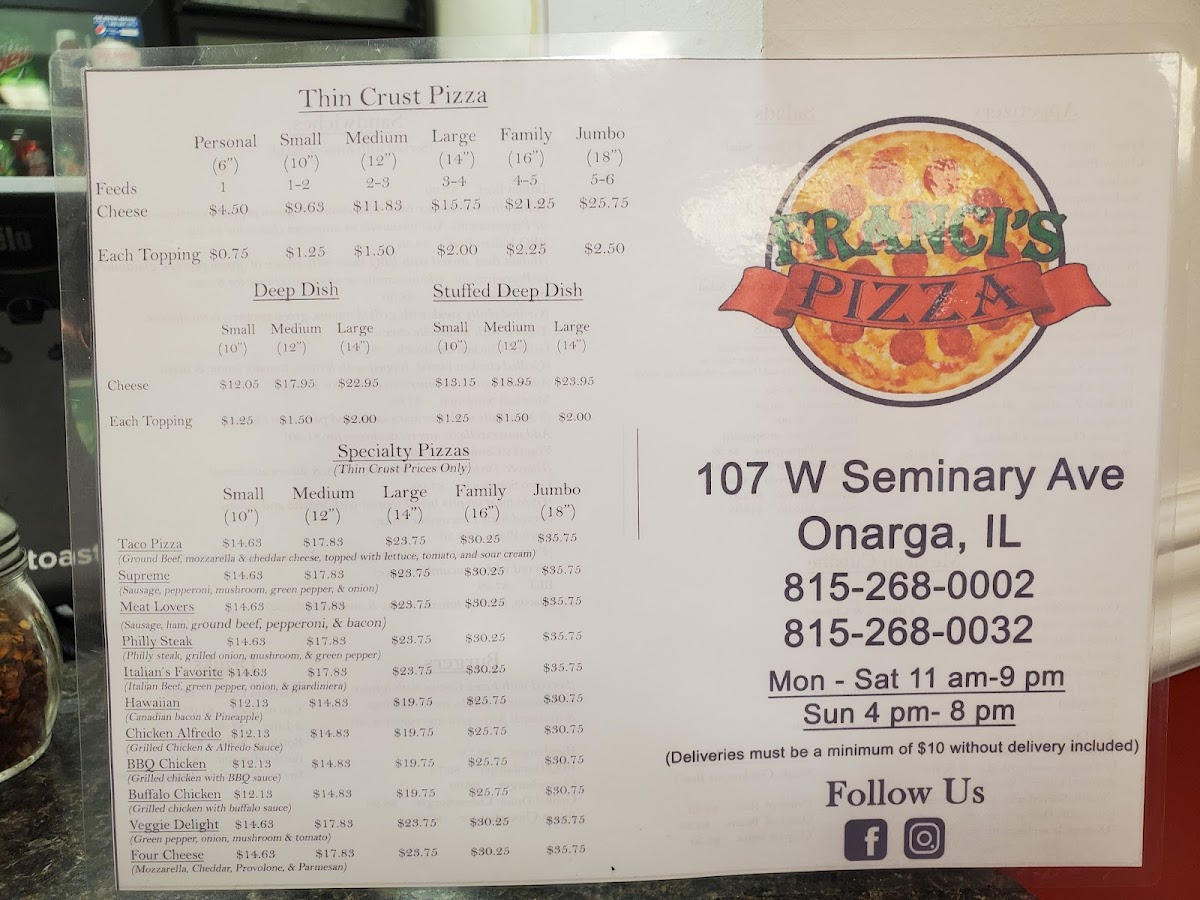 Thin Crust Pizza
Personal Small Medium Large Family Jumbo
(6") (10") (12") (14") (16") (18")
Feeds 1 1-2 2-3 3-4 4-5 5-6
Cheese $4.50 $9.63 $11.83 $15.75 $21.25 $25.75
Each Topping $0.75 $1.25 $1.50 $2.00 $2.25 $2.50
Deep Dish Stuffed Deep Dish
Small Medium Large Small Medium Large
(10") (12") (14") (10") (12") (14")
Cheese $12.05 $17.95 $22.95 $13.15 $18.95 $23.95
Each Topping $1.25 $1.50 $2.00 $1.25 $1.50 $2.00
Specialty Pizzas
(Thin Crust Prices Only)
Small Medium Large Family Jumbo
(10") (12") (14") (16") (18")
Taco Pizza $14.63 $17.83 $23.75 $30.25 $35.75
(Ground Beef, mozzarella & cheddar cheese, topped with lettuce, tomato, and sour cream)
Supreme $14.63 $17.83 $23.75 $30.25 $35.75
(Sausage, pepperoni, mushroom, green pepper, & onion)
Meat Lovers $14.63 $17.83 $23.75 $30.25 $35.75
(Sausage, ham, ground beef, pepperoni, & bacon)
Philly Steak $14.63 $17.83 $23.75 $30.25 $35.75
(Philly steak, grilled onion, mushroom, & green pepper)
Italian's Favorite $14.63 $17.83 $23.75 $30.25 $35.75
(Italian Beef, green pepper, onion, & giardiniera)
Hawaiian $12.13 $14.83 $19.75 $25.75 $30.75
(Canadian bacon & Pineapple)
Chicken Alfredo $12.13 $14.83 $19.75 $25.75 $30.75
(Grilled Chicken & Alfredo Sauce)
BBQ Chicken $12.13 $14.83 $19.75 $25.75 $30.75
(Grilled chicken with BBQ sauce)
Buffalo Chicken $12.13 $14.83 $19.75 $25.75 $30.75
(Grilled chicken with buffalo sauce)
Veggie Delight $14.63 $17.83 $23.75 $30.25 $35.75
(Green pepper, onion, mushroom & tomato)
Four Cheese $14.63 $17.83 $23.75 $30.25 $35.75
(Mozzarella, Cheddar, Provolone, & Parmesan)
FRANCI'S
PIZZA
107 W Seminary Ave
Onarga, IL
815-268-0002
815-268-0032
Mon - Sat 11 am-9 pm
Sun 4 pm- 8 pm
(Deliveries must be a minimum of $10 without delivery included)
Follow Us
toast